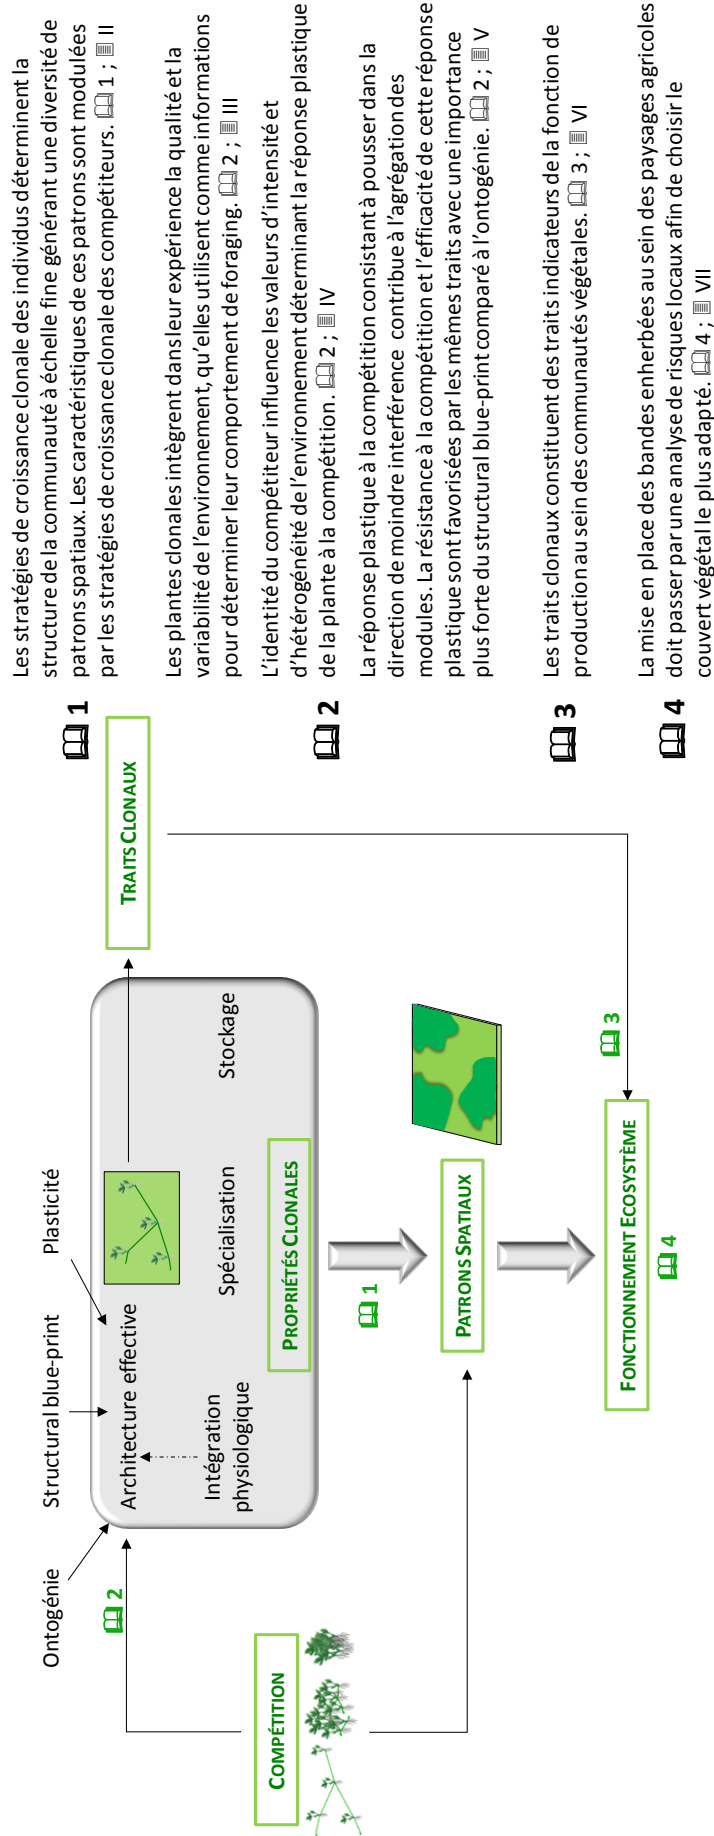 Ontogénie
Structural blue-print
Plasticité
2
Architecture effective
Intégration
physiologique
Spécialisation
Stockage
PROPRIÉTÉS CLONALES
TRAITS CLONAUX
COMPÉTITION
1
PATRONS SPATIAUX
3
FONCTIONNEMENT ECOSYSTÈME
4
1
Les stratégies de croissance clonale des individus déterminent la
structure de la communauté à échelle fine générant une diversité de
patrons spatiaux. Les caractéristiques de ces patrons sont modulées
par les stratégies de croissance clonale des compétiteurs. 1 ; II
2
Les plantes clonales intègrent dans leur expérience la qualité et la
variabilité de l'environnement, qu'elles utilisent comme informations
pour déterminer leur comportement de foraging. 2 ; III
L'identité du compétiteur influence les valeurs d'intensité et
d'hétérogénéité de l'environnement déterminant la réponse plastique
de la plante à la compétition. 2 ; IV
La réponse plastique à la compétition consistant à pousser dans la
direction de moindre interférence contribue à l'agrégation des
modules. La résistance à la compétition et l'efficacité de cette réponse
plastique sont favorisées par les mêmes traits avec une importance
plus forte du structural blue-print comparé à l'ontogénie. 2 ; V
3
Les traits clonaux constituent des traits indicateurs de la fonction de
production au sein des communautés végétales. 3 ; VI
4
La mise en place des bandes enherbées au sein des paysages agricoles
doit passer par une analyse de risques locaux afin de choisir le
couvert végétal le plus adapté. 4 ; VII